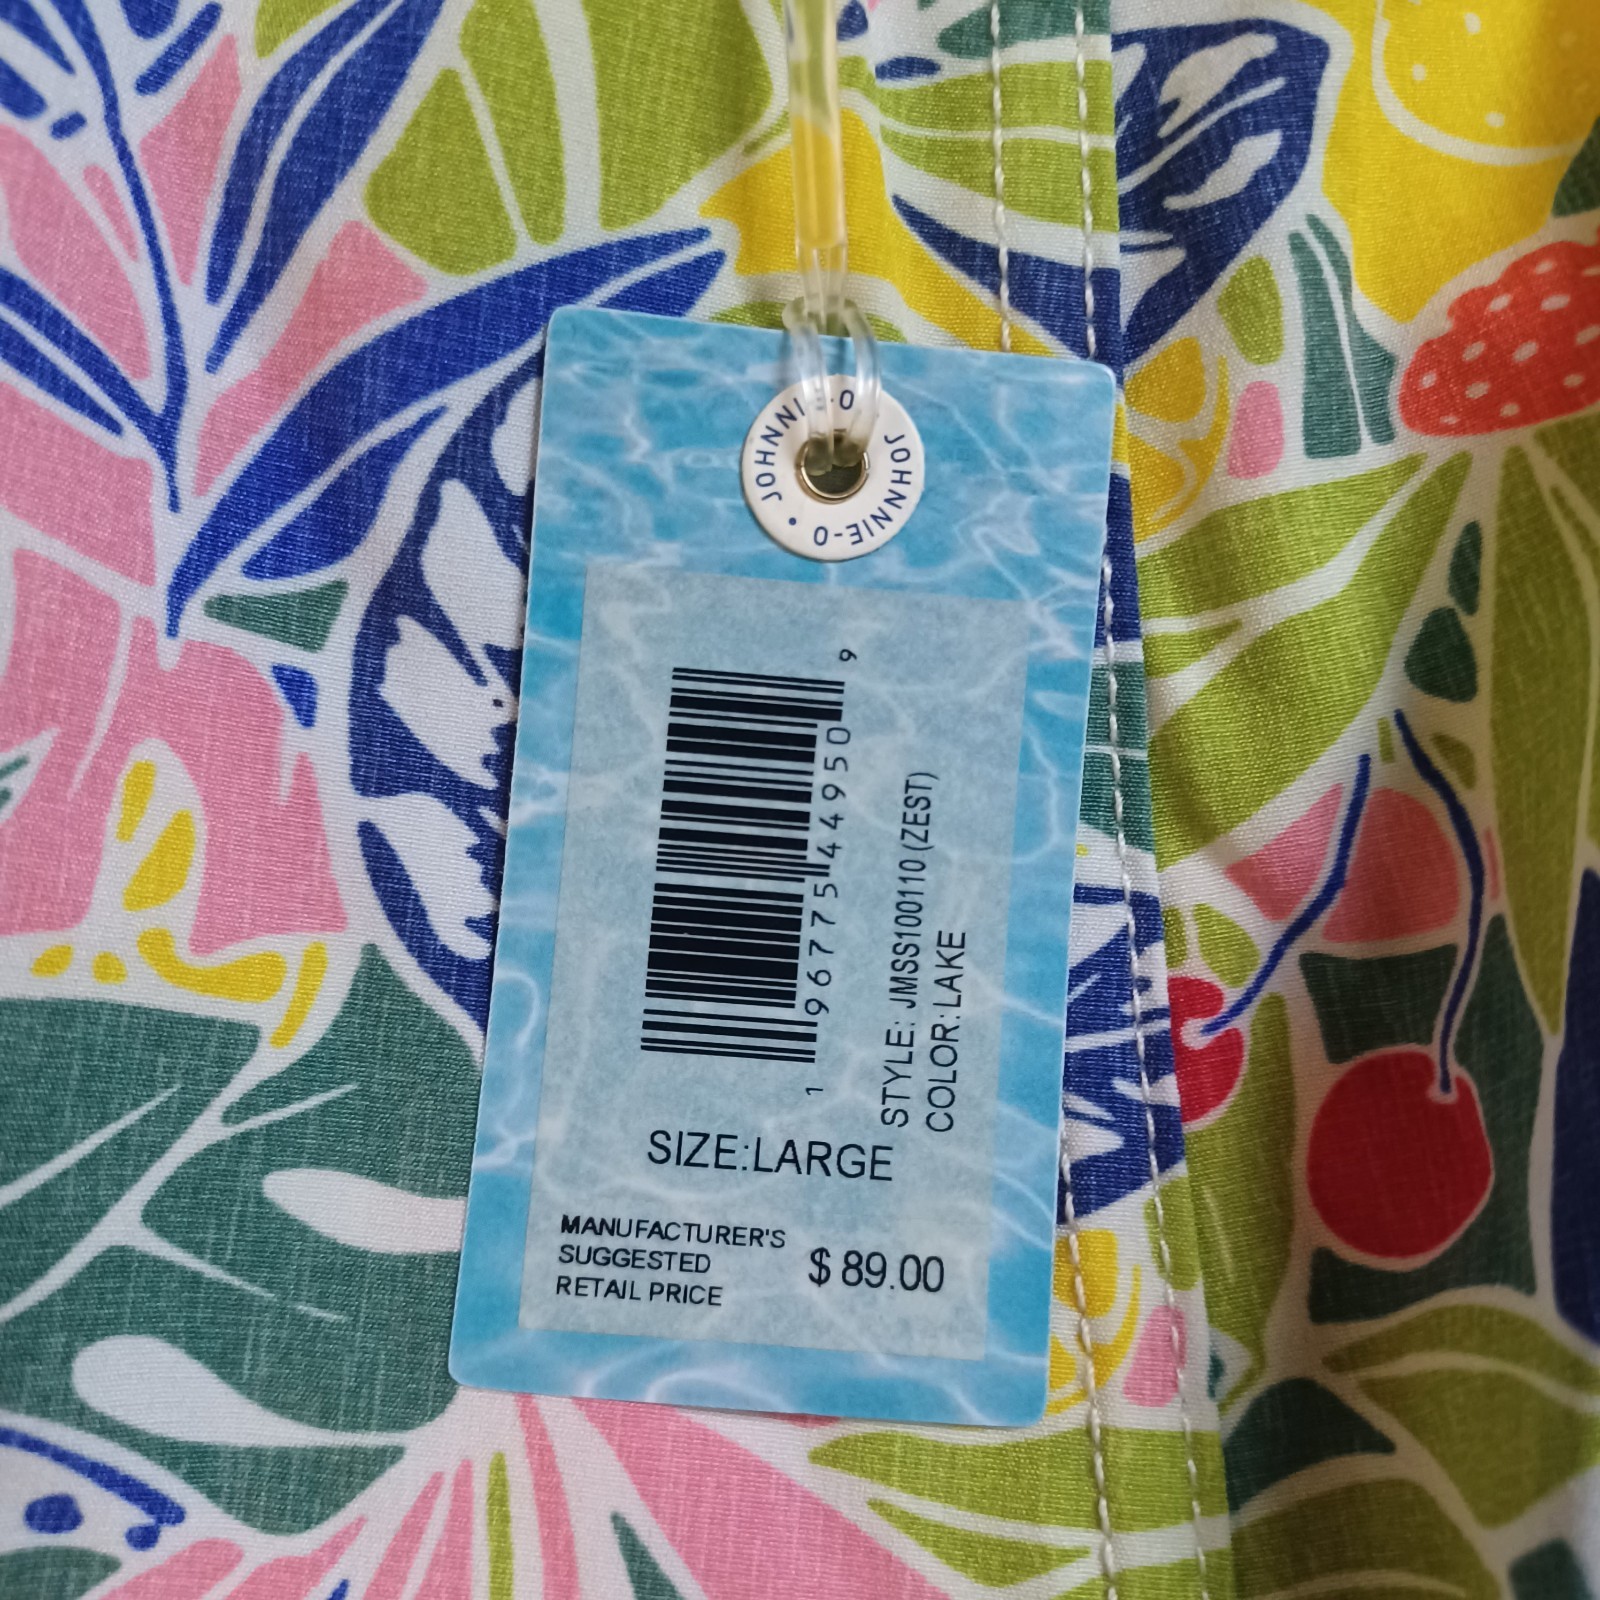 JOHNNIE-O • JOHNNIE-O
1 96775 44950 9
STYLE: JMSS100110 (ZEST)
COLOR: LAKE
SIZE:LARGE
MANUFACTURER'S
SUGGESTED
RETAIL PRICE
$ 89.00